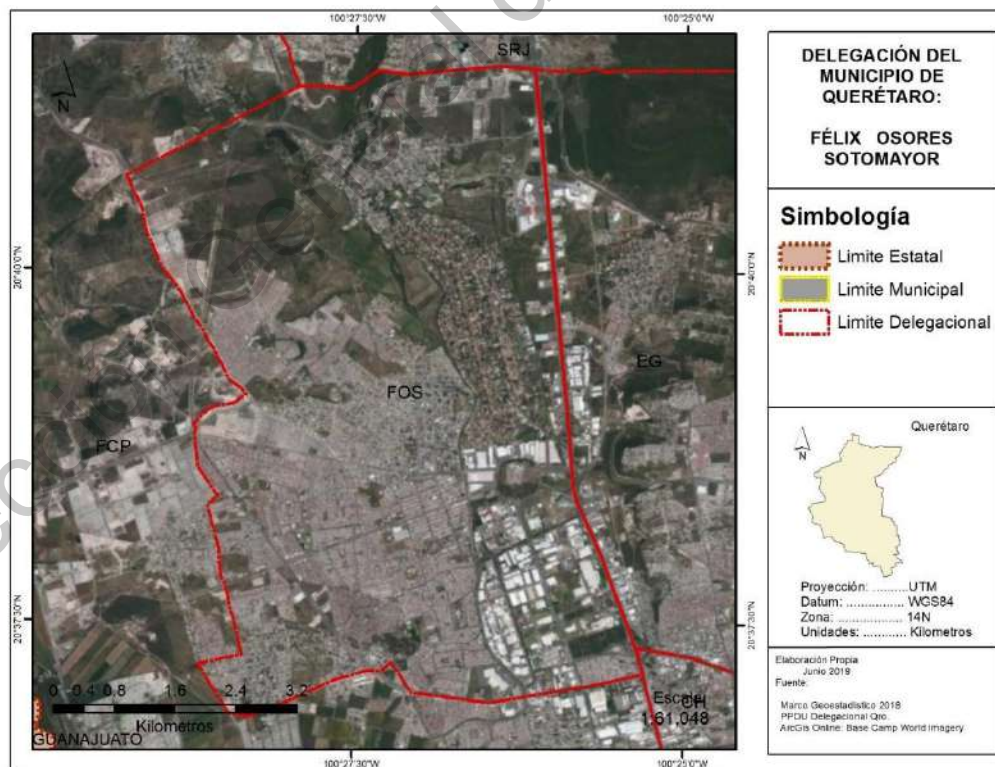 100°27'30"W
100°25'0"W
SRJ
N
20°40'0"N
20°40'0"N
EG
FOS
FCP
20°37'30"N
20°37'30"N
0 0.4 0.8 1.6 2.4 3.2
Kilometros
Escala
CH
1:61,048
GUANAJUATO
100°27'30"W
100°25'0"W
DELEGACIÓN DEL
MUNICIPIO DE
QUERÉTARO:
FÉLIX OSORES
SOTOMAYOR
Simbología
Limite Estatal
Limite Municipal
Limite Delegacional
Querétaro
N
Proyección: .........UTM
Datum: ................ WGS84
Zona: ................... 14N
Unidades: ............ Kilometros
Elaboración Propia
Junio 2019
Fuente:
Marco Geoestadístico 2018
PPDU Delegacional Qro.
ArcGis Online: Base Camp World Imagery